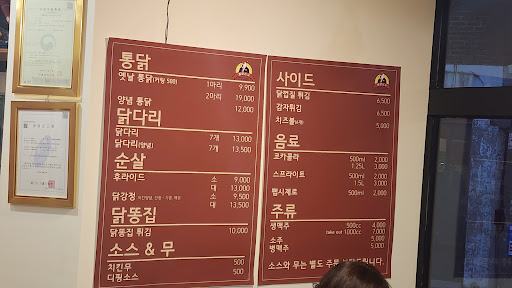 통닭
옛날 통닭(커팅 500) 1마리 9,900
2마리 19,000
양념 통닭 12,000
닭다리
닭다리 7개 13,000
닭다리(양념) 7개 13,500
순살
후라이드 소 9,000
대 13,000
닭강정 소 9,500
대 13,500
닭똥집
닭똥집 튀김 10,000
소스 & 무
치킨무 500
디핑소스 500
사이드
닭껍질 튀김 6,500
감자튀김 6,500
치즈볼 5,000
음료
코카콜라 500ml 2,000
1.25L 3,000
스프라이트 500ml 2,000
1.5L 3,000
펩시제로 500ml 2,000
주류
생맥주 500cc 4,000
take out 1000cc 7,000
소주 5,000
병맥주 5,000
소스와 무는 별도 주문